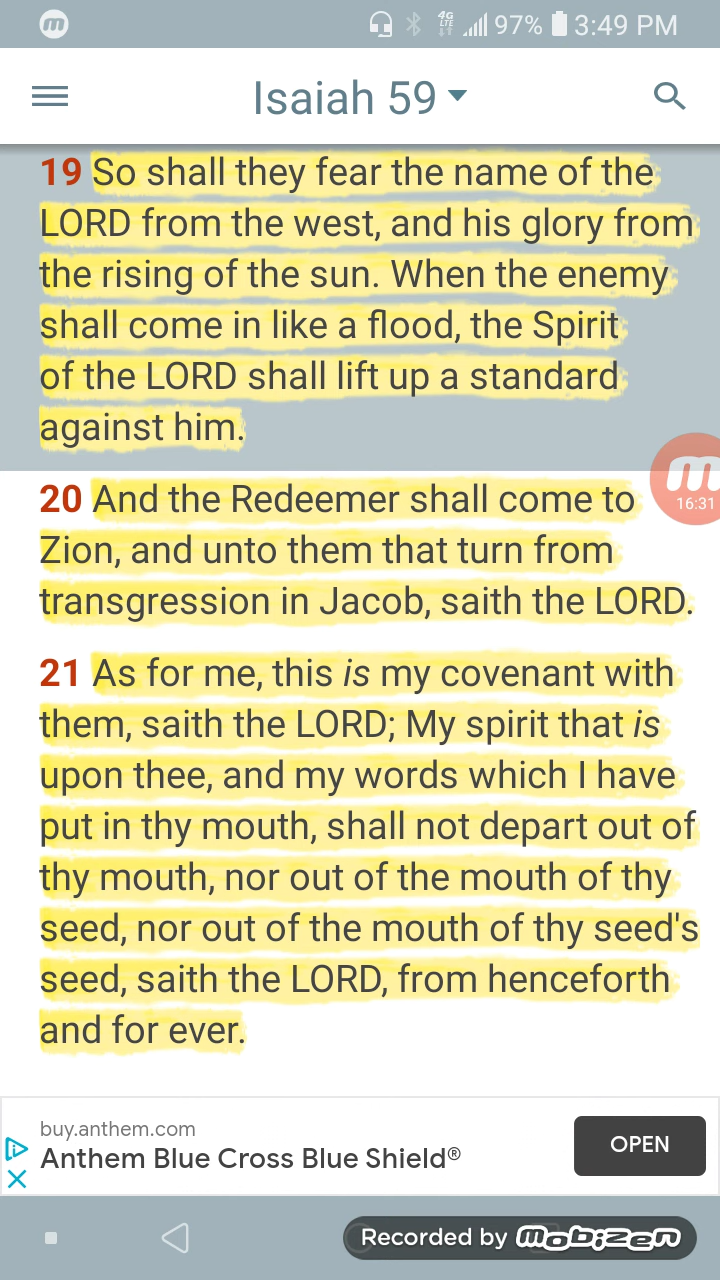 m 4G LTE 97% 3:49 PM
Isaiah 59
19 So shall they fear the name of the
LORD from the west, and his glory from
the rising of the sun. When the enemy
shall come in like a flood, the Spirit
of the LORD shall lift up a standard
against him.
m
16:31
20 And the Redeemer shall come to
Zion, and unto them that turn from
transgression in Jacob, saith the LORD.
21 As for me, this is my covenant with
them, saith the LORD; My spirit that is
upon thee, and my words which I have
put in thy mouth, shall not depart out of
thy mouth, nor out of the mouth of thy
seed, nor out of the mouth of thy seed's
seed, saith the LORD, from henceforth
and for ever.
buy.anthem.com
Anthem Blue Cross Blue Shield®
OPEN
Recorded by mobizen